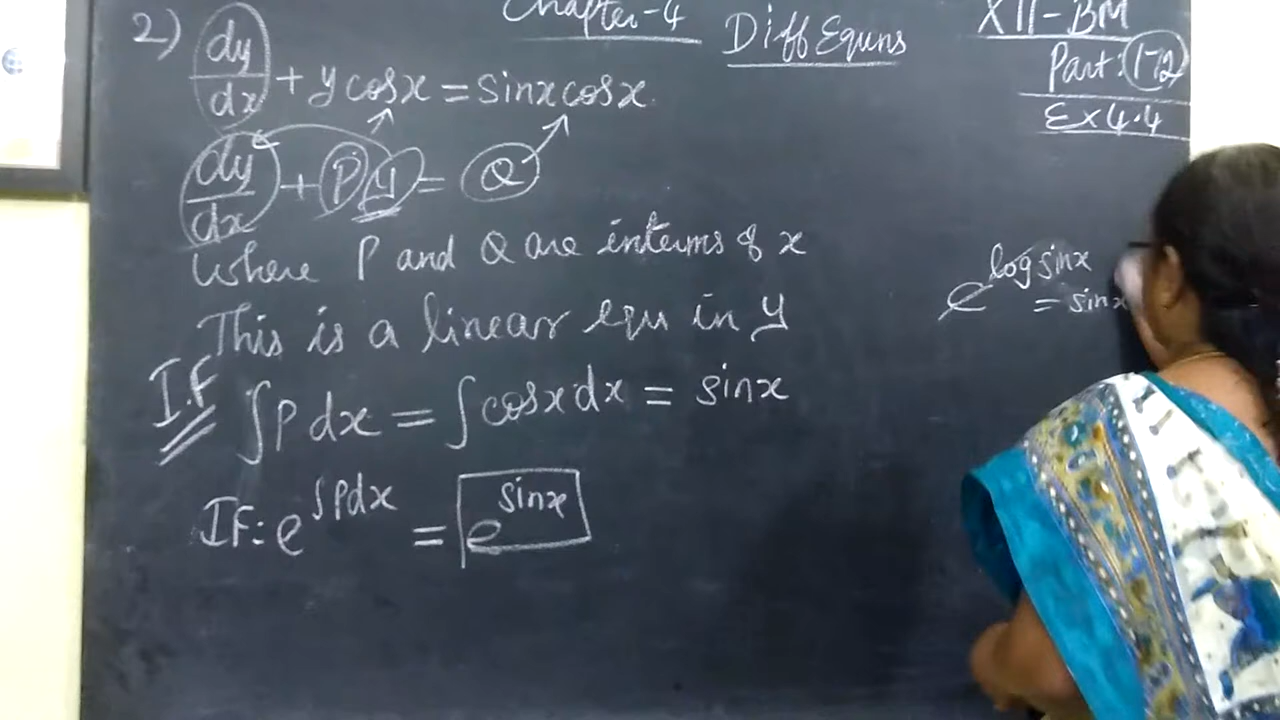 Chapter-4
Diff Equns
XII-BM
Part: 172
Ex 4.4
2) dy/dx + y cosx = sinx cosx
dy/dx + Py = Q
Where P and Q are interms of x
This is a linear equ in y
I.F ∫P dx = ∫cosx dx = sinx
IF: e^∫Pdx = e^sinx
e^log sinx
= sinx